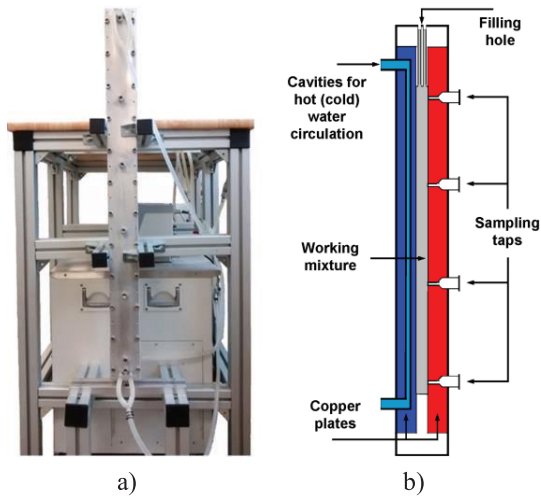 Filling
hole
Cavities for
hot (cold)
water
circulation
Sampling
taps
Working
mixture
Copper
plates
a)
b)